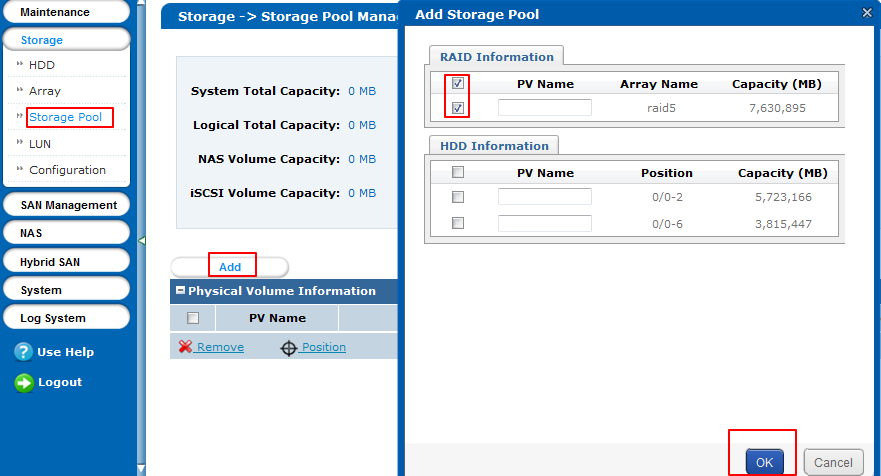 Maintenance
Storage
HDD
Array
Storage Pool
LUN
Configuration
SAN Management
NAS
Hybrid SAN
System
Log System
Use Help
Logout
Storage -> Storage Pool Mana
System Total Capacity: 0 MB
Logical Total Capacity: 0 MB
NAS Volume Capacity: 0 MB
iSCSI Volume Capacity: 0 MB
Add
Physical Volume Information
PV Name
Remove Position
Add Storage Pool
RAID Information
PV Name Array Name Capacity (MB)
raid5 7,630,895
HDD Information
PV Name Position Capacity (MB)
0/0-2 5,723,166
0/0-6 3,815,447
OK Cancel